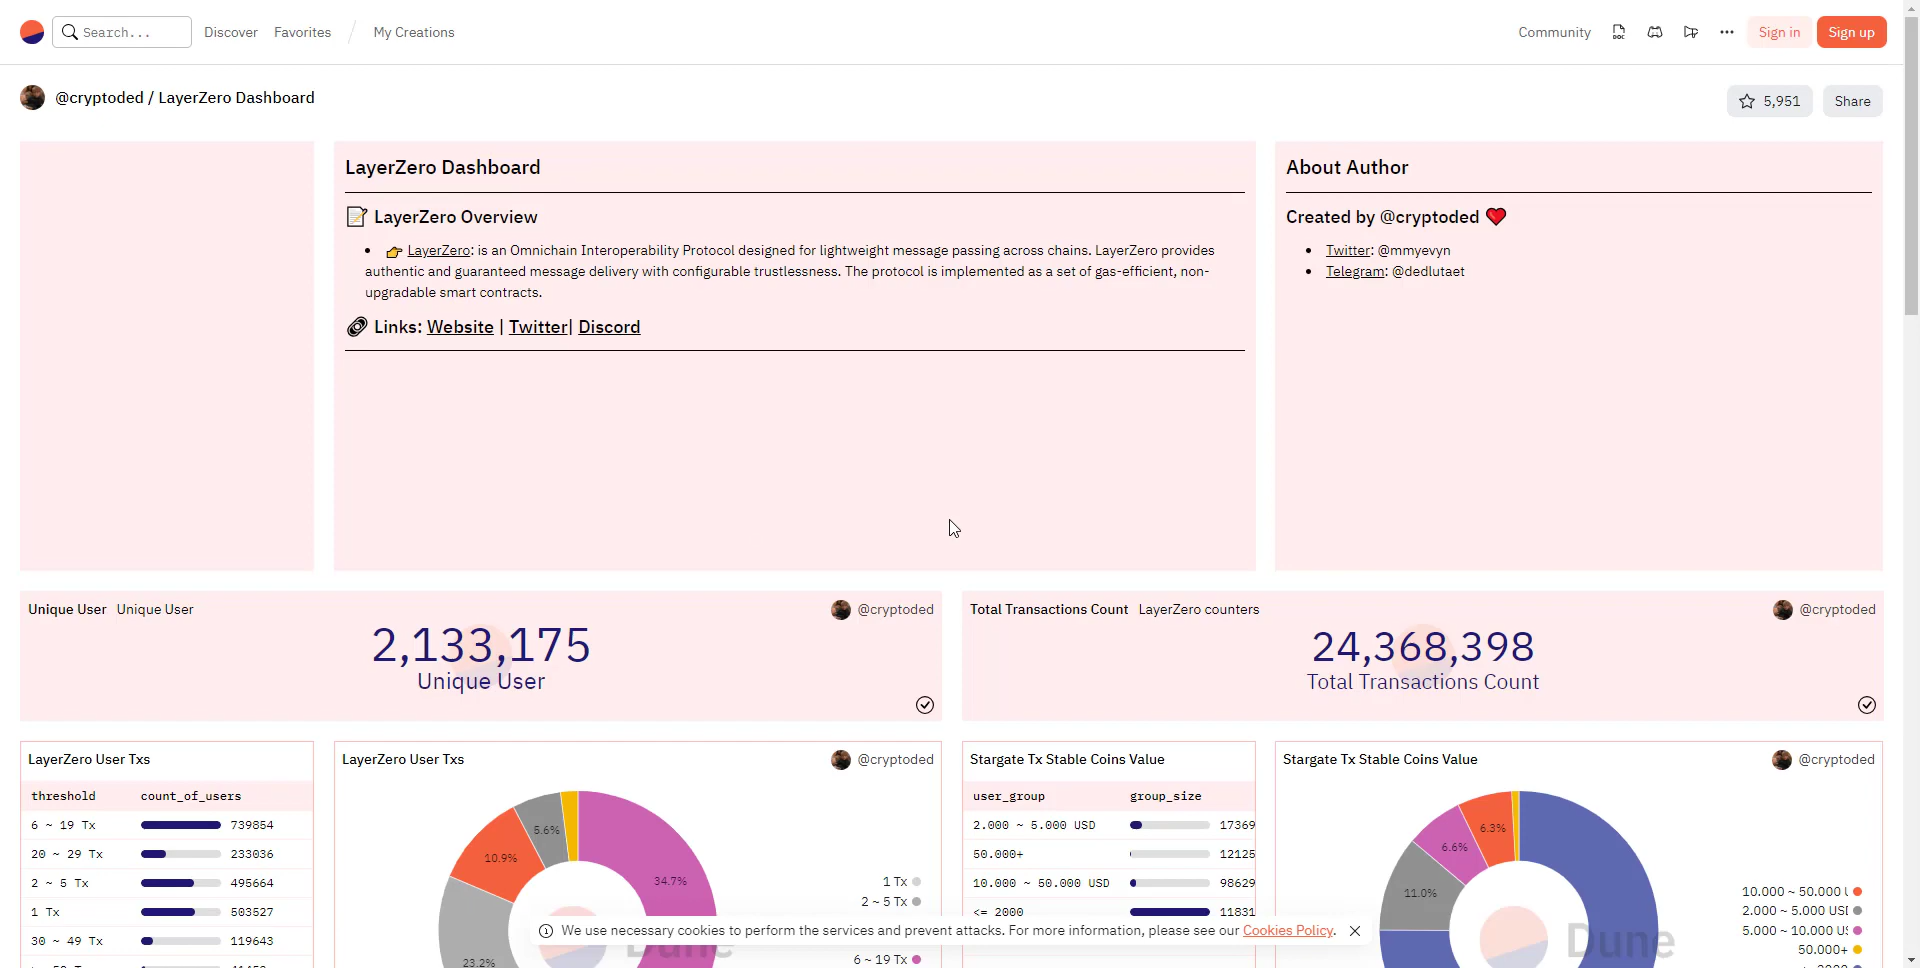 Search...
Discover
Favorites
My Creations
Community
DOC
Sign in
Sign up
@cryptoded / LayerZero Dashboard
5,951
Share
LayerZero Dashboard
LayerZero Overview
LayerZero: is an Omnichain Interoperability Protocol designed for lightweight message passing across chains. LayerZero provides
authentic and guaranteed message delivery with configurable trustlessness. The protocol is implemented as a set of gas-efficient, non-
upgradable smart contracts.
Links: Website | Twitter| Discord
About Author
Created by @cryptoded
Twitter: @mmyevyn
Telegram: @dedlutaet
Unique User Unique User
@cryptoded
2,133,175
Unique User
Total Transactions Count LayerZero counters
@cryptoded
24,368,398
Total Transactions Count
LayerZero User Txs
threshold count_of_users
6 ~ 19 Tx 739854
20 ~ 29 Tx 233036
2 ~ 5 Tx 495664
1 Tx 503527
30 ~ 49 Tx 119643
LayerZero User Txs
@cryptoded
5.6%
10.9%
34.7%
23.2%
1 Tx
2 ~ 5 Tx
6 ~ 19 Tx
Stargate Tx Stable Coins Value
user_group group_size
2.000 ~ 5.000 USD 17369
50.000+ 12125
10.000 ~ 50.000 USD 98629
<= 2000 11831
Stargate Tx Stable Coins Value
@cryptoded
6.3%
6.6%
11.0%
10.000 ~ 50.000
2.000 ~ 5.000 USD
5.000 ~ 10.000
50.000+
Dune
We use necessary cookies to perform the services and prevent attacks. For more information, please see our Cookies Policy.